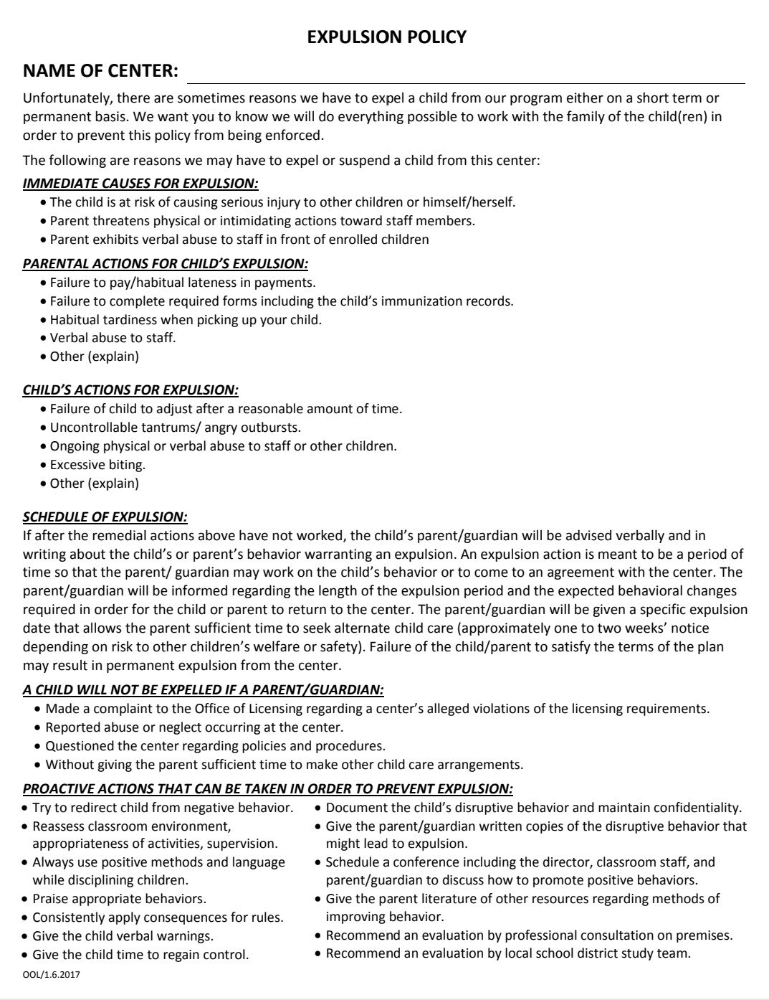 EXPULSION POLICY
NAME OF CENTER:
Unfortunately, there are sometimes reasons we have to expel a child from our program either on a short term or
permanent basis. We want you to know we will do everything possible to work with the family of the child(ren) in
order to prevent this policy from being enforced.
The following are reasons we may have to expel or suspend a child from this center:
IMMEDIATE CAUSES FOR EXPULSION:
• The child is at risk of causing serious injury to other children or himself/herself.
• Parent threatens physical or intimidating actions toward staff members.
• Parent exhibits verbal abuse to staff in front of enrolled children
PARENTAL ACTIONS FOR CHILD’S EXPULSION:
• Failure to pay/habitual lateness in payments.
• Failure to complete required forms including the child’s immunization records.
• Habitual tardiness when picking up your child.
• Verbal abuse to staff.
• Other (explain)
CHILD’S ACTIONS FOR EXPULSION:
• Failure of child to adjust after a reasonable amount of time.
• Uncontrollable tantrums/ angry outbursts.
• Ongoing physical or verbal abuse to staff or other children.
• Excessive biting.
• Other (explain)
SCHEDULE OF EXPULSION:
If after the remedial actions above have not worked, the child’s parent/guardian will be advised verbally and in
writing about the child’s or parent’s behavior warranting an expulsion. An expulsion action is meant to be a period of
time so that the parent/ guardian may work on the child’s behavior or to come to an agreement with the center. The
parent/guardian will be informed regarding the length of the expulsion period and the expected behavioral changes
required in order for the child or parent to return to the center. The parent/guardian will be given a specific expulsion
date that allows the parent sufficient time to seek alternate child care (approximately one to two weeks’ notice
depending on risk to other children’s welfare or safety). Failure of the child/parent to satisfy the terms of the plan
may result in permanent expulsion from the center.
A CHILD WILL NOT BE EXPELLED IF A PARENT/GUARDIAN:
• Made a complaint to the Office of Licensing regarding a center’s alleged violations of the licensing requirements.
• Reported abuse or neglect occurring at the center.
• Questioned the center regarding policies and procedures.
• Without giving the parent sufficient time to make other child care arrangements.
PROACTIVE ACTIONS THAT CAN BE TAKEN IN ORDER TO PREVENT EXPULSION:
• Try to redirect child from negative behavior.
• Reassess classroom environment,
appropriateness of activities, supervision.
• Always use positive methods and language
while disciplining children.
• Praise appropriate behaviors.
• Consistently apply consequences for rules.
• Give the child verbal warnings.
• Give the child time to regain control.
• Document the child’s disruptive behavior and maintain confidentiality.
• Give the parent/guardian written copies of the disruptive behavior that
might lead to expulsion.
• Schedule a conference including the director, classroom staff, and
parent/guardian to discuss how to promote positive behaviors.
• Give the parent literature of other resources regarding methods of
improving behavior.
• Recommend an evaluation by professional consultation on premises.
• Recommend an evaluation by local school district study team.
OOL/1.6.2017